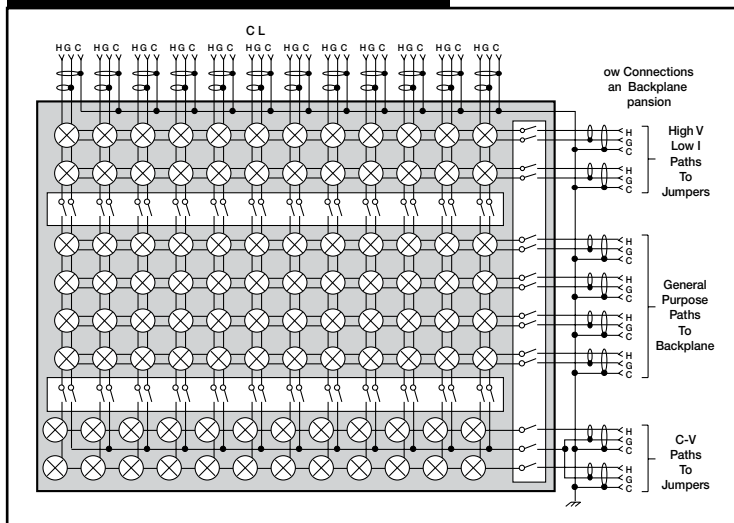 C L
H G C H G C H G C H G C H G C H G C H G C H G C H G C H G C H G C H G C
ow Connections
an Backplane
pansion
H
G
C
H
G
C
High V
Low I
Paths
To
Jumpers
H
G
C
H
G
C
H
G
C
H
G
C
General
Purpose
Paths
To
Backplane
H
G
C
H
G
C
C-V
Paths
To
Jumpers